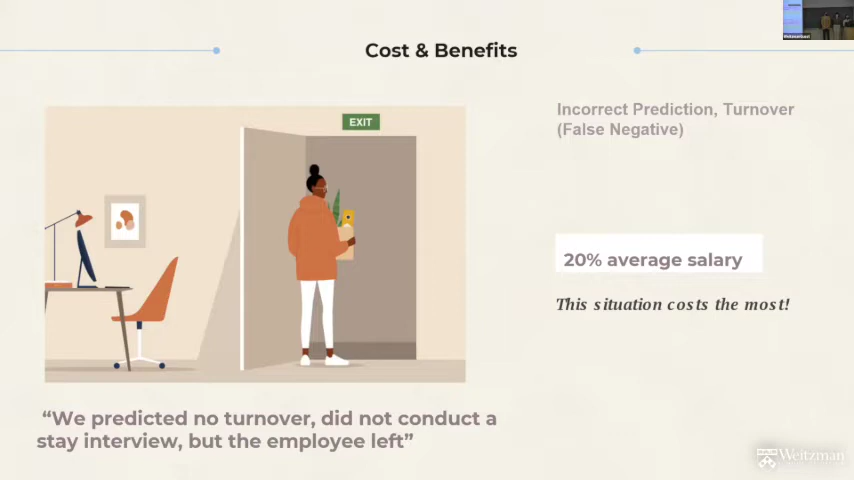 Cost & Benefits
EXIT
Incorrect Prediction, Turnover
(False Negative)
20% average salary
This situation costs the most!
“We predicted no turnover, did not conduct a
stay interview, but the employee left”
Weitzman